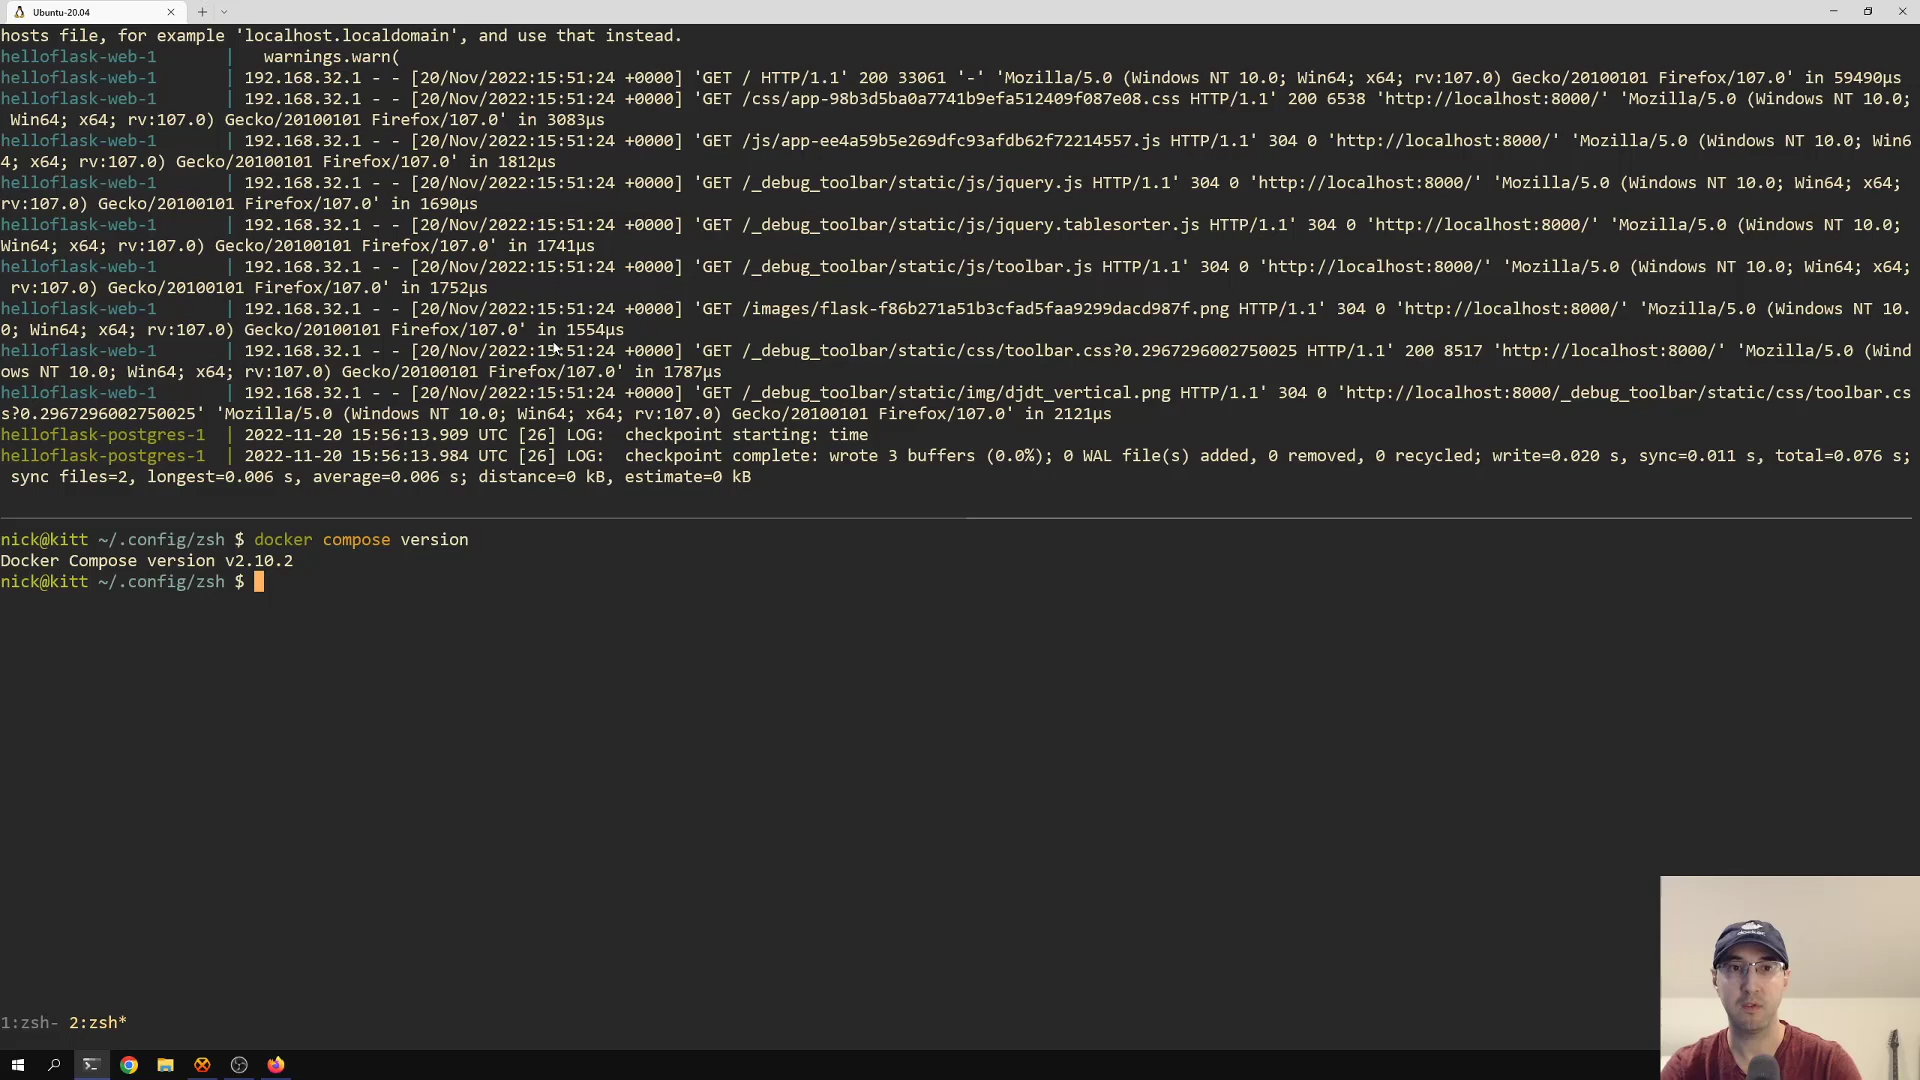 Ubuntu-20.04
hosts file, for example 'localhost.localdomain', and use that instead.
helloflask-web-1 | warnings.warn(
helloflask-web-1 | 192.168.32.1 - - [20/Nov/2022:15:51:24 +0000] 'GET / HTTP/1.1' 200 33061 '-' 'Mozilla/5.0 (Windows NT 10.0; Win64; x64; rv:107.0) Gecko/20100101 Firefox/107.0' in 59490µs
helloflask-web-1 | 192.168.32.1 - - [20/Nov/2022:15:51:24 +0000] 'GET /css/app-98b3d5ba0a7741b9efa512409f087e08.css HTTP/1.1' 200 6538 'http://localhost:8000/' 'Mozilla/5.0 (Windows NT 10.0;
Win64; x64; rv:107.0) Gecko/20100101 Firefox/107.0' in 3083µs
helloflask-web-1 | 192.168.32.1 - - [20/Nov/2022:15:51:24 +0000] 'GET /js/app-ee4a59b5e269dfc93afdb62f72214557.js HTTP/1.1' 304 0 'http://localhost:8000/' 'Mozilla/5.0 (Windows NT 10.0; Win6
4; x64; rv:107.0) Gecko/20100101 Firefox/107.0' in 1812µs
helloflask-web-1 | 192.168.32.1 - - [20/Nov/2022:15:51:24 +0000] 'GET /_debug_toolbar/static/js/jquery.js HTTP/1.1' 304 0 'http://localhost:8000/' 'Mozilla/5.0 (Windows NT 10.0; Win64; x64;
rv:107.0) Gecko/20100101 Firefox/107.0' in 1690µs
helloflask-web-1 | 192.168.32.1 - - [20/Nov/2022:15:51:24 +0000] 'GET /_debug_toolbar/static/js/jquery.tablesorter.js HTTP/1.1' 304 0 'http://localhost:8000/' 'Mozilla/5.0 (Windows NT 10.0;
Win64; x64; rv:107.0) Gecko/20100101 Firefox/107.0' in 1741µs
helloflask-web-1 | 192.168.32.1 - - [20/Nov/2022:15:51:24 +0000] 'GET /_debug_toolbar/static/js/toolbar.js HTTP/1.1' 304 0 'http://localhost:8000/' 'Mozilla/5.0 (Windows NT 10.0; Win64; x64;
rv:107.0) Gecko/20100101 Firefox/107.0' in 1752µs
helloflask-web-1 | 192.168.32.1 - - [20/Nov/2022:15:51:24 +0000] 'GET /images/flask-f86b271a51b3cfad5faa9299dacd987f.png HTTP/1.1' 304 0 'http://localhost:8000/' 'Mozilla/5.0 (Windows NT 10.
0; Win64; x64; rv:107.0) Gecko/20100101 Firefox/107.0' in 1554µs
helloflask-web-1 | 192.168.32.1 - - [20/Nov/2022:15:51:24 +0000] 'GET /_debug_toolbar/static/css/toolbar.css?0.2967296002750025 HTTP/1.1' 200 8517 'http://localhost:8000/' 'Mozilla/5.0 (Wind
ows NT 10.0; Win64; x64; rv:107.0) Gecko/20100101 Firefox/107.0' in 1787µs
helloflask-web-1 | 192.168.32.1 - - [20/Nov/2022:15:51:24 +0000] 'GET /_debug_toolbar/static/img/djdt_vertical.png HTTP/1.1' 304 0 'http://localhost:8000/_debug_toolbar/static/css/toolbar.cs
s?0.2967296002750025' 'Mozilla/5.0 (Windows NT 10.0; Win64; x64; rv:107.0) Gecko/20100101 Firefox/107.0' in 2121µs
helloflask-postgres-1 | 2022-11-20 15:56:13.909 UTC [26] LOG: checkpoint starting: time
helloflask-postgres-1 | 2022-11-20 15:56:13.984 UTC [26] LOG: checkpoint complete: wrote 3 buffers (0.0%); 0 WAL file(s) added, 0 removed, 0 recycled; write=0.020 s, sync=0.011 s, total=0.076 s;
sync files=2, longest=0.006 s, average=0.006 s; distance=0 kB, estimate=0 kB
nick@kitt ~/.config/zsh $ docker compose version
Docker Compose version v2.10.2
nick@kitt ~/.config/zsh $
1:zsh- 2:zsh*
docker